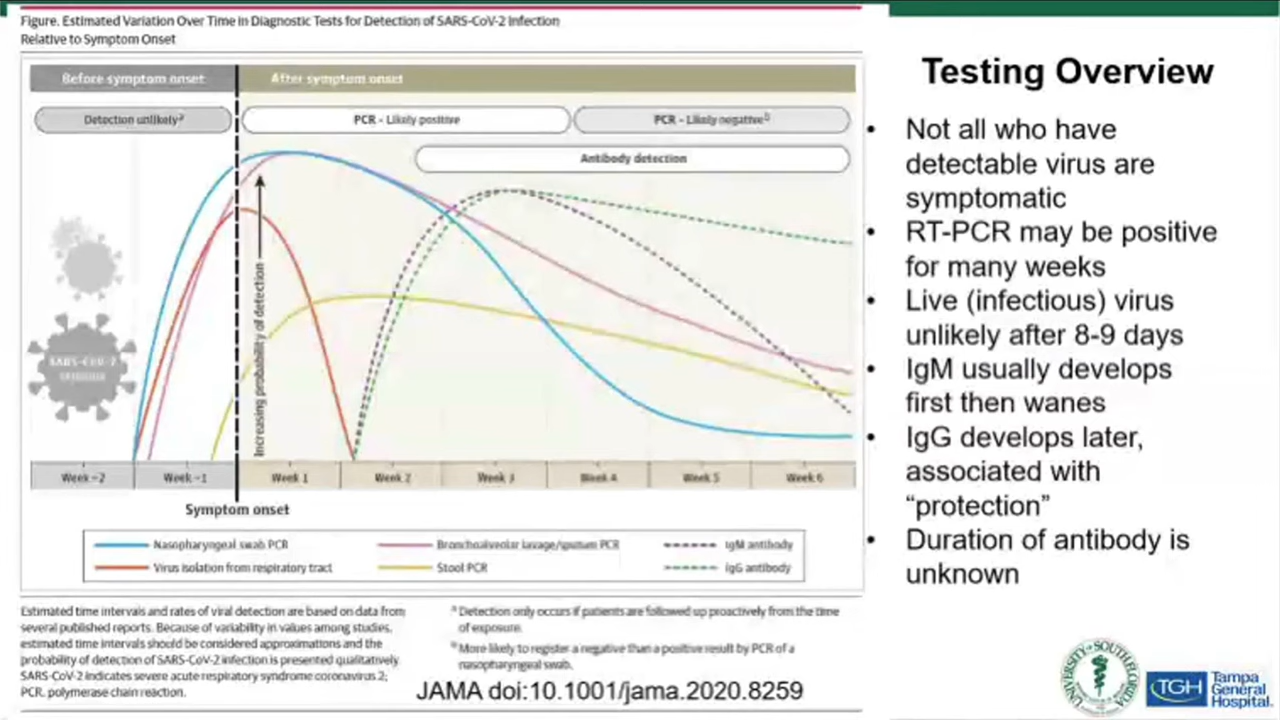 Figure. Estimated Variation Over Time in Diagnostic Tests for Detection of SARS-CoV-2 Infection
Relative to Symptom Onset
Before symptom onset
After symptom onset
Detection unlikelyª
PCR - Likely positive
PCR - Likely negativeᵇ
Antibody detection
Increasing probability of detection
SARS-CoV-2
Week -2
Week -1
Week 1
Week 2
Week 3
Week 4
Week 5
Week 6
Symptom onset
Nasopharyngeal swab PCR
Virus isolation from respiratory tract
Bronchoalveolar lavage/sputum PCR
Stool PCR
IgM antibody
IgG antibody
Estimated time intervals and rates of viral detection are based on data from
several published reports. Because of variability in values among studies,
estimated time intervals should be considered approximations and the
probability of detection of SARS-CoV-2 infection is presented qualitatively.
SARS-CoV-2 indicates severe acute respiratory syndrome coronavirus 2;
PCR, polymerase chain reaction.
ª Detection only occurs if patients are followed up proactively from the time
of exposure.
ᵇ More likely to register a negative than a positive result by PCR of a
nasopharyngeal swab.
JAMA doi:10.1001/jama.2020.8259
Testing Overview
• Not all who have
detectable virus are
symptomatic
• RT-PCR may be positive
for many weeks
• Live (infectious) virus
unlikely after 8-9 days
• IgM usually develops
first then wanes
• IgG develops later,
associated with
“protection”
• Duration of antibody is
unknown
UNIVERSITY OF SOUTH FLORIDA
TGH
Tampa
General
Hospital.